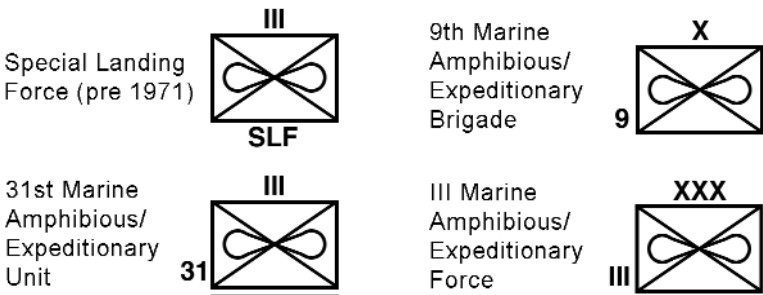 III
Special Landing
Force (pre 1971)
SLF
X
9th Marine
Amphibious/
Expeditionary
Brigade
9
III
31st Marine
Amphibious/
Expeditionary
Unit
31
XXX
III Marine
Amphibious/
Expeditionary
Force
III